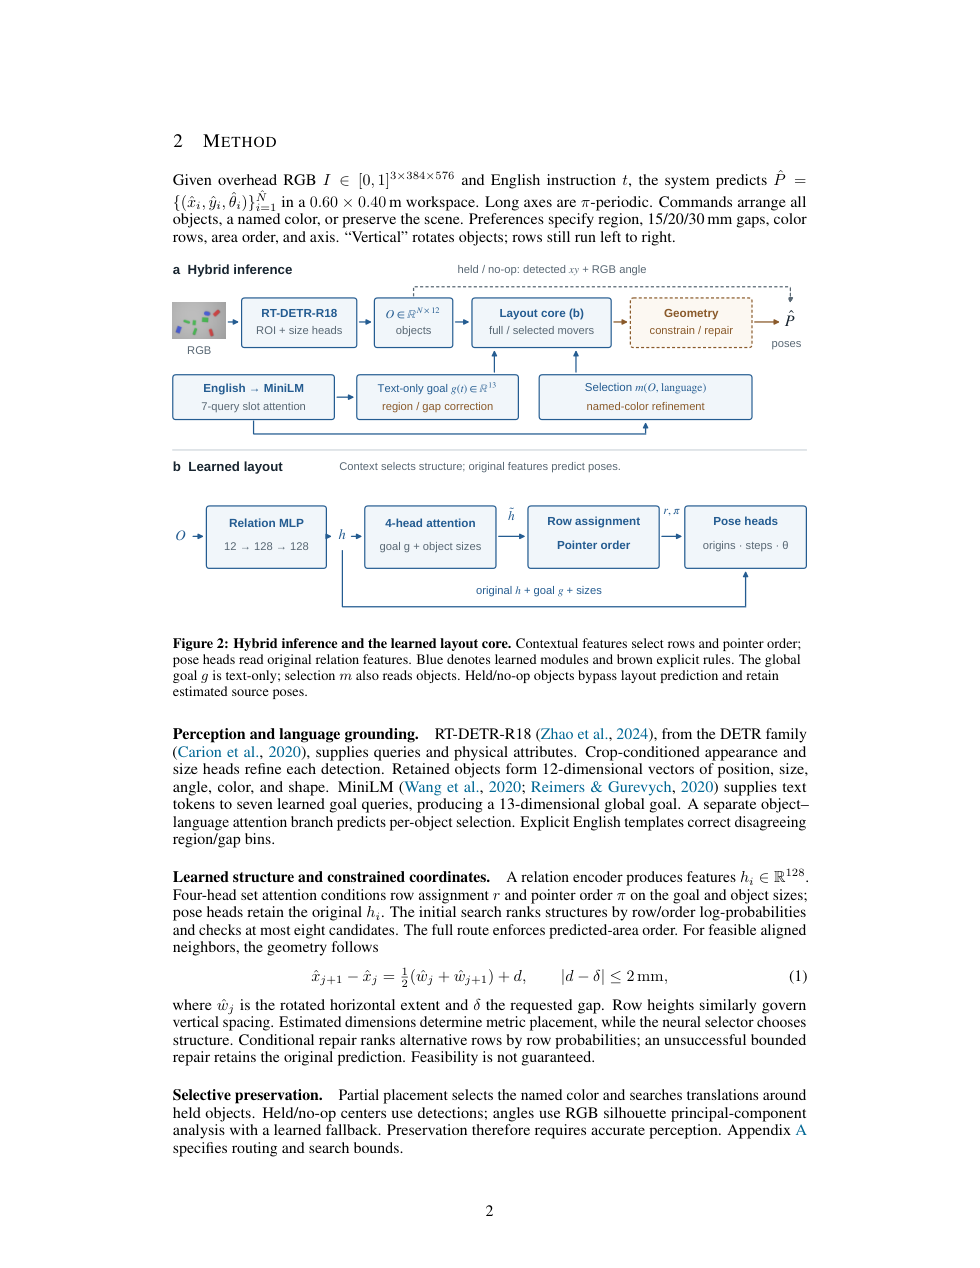 2 METHOD
Given overhead RGB I ∈ [0, 1]^{3×384×576} and English instruction t, the system predicts P̂ =
{(x̂_i, ŷ_i, θ̂_i)}_{i=1}^{N̂} in a 0.60 × 0.40 m workspace. Long axes are π-periodic. Commands arrange all
objects, a named color, or preserve the scene. Preferences specify region, 15/20/30 mm gaps, color
rows, area order, and axis. “Vertical” rotates objects; rows still run left to right.
a Hybrid inference
held / no-op: detected xy + RGB angle
RT-DETR-R18
ROI + size heads
O ∈ ℝ^{N×12}
objects
Layout core (b)
full / selected movers
Geometry
constrain / repair
P̂
poses
RGB
English → MiniLM
7-query slot attention
Text-only goal g(t) ∈ ℝ^{13}
region / gap correction
Selection m(O, language)
named-color refinement
b Learned layout
Context selects structure; original features predict poses.
O
Relation MLP
12 → 128 → 128
h
4-head attention
goal g + object sizes
h̃
Row assignment
Pointer order
r, π
Pose heads
origins · steps · θ
original h + goal g + sizes
Figure 2: Hybrid inference and the learned layout core. Contextual features select rows and pointer order;
pose heads read original relation features. Blue denotes learned modules and brown explicit rules. The global
goal g is text-only; selection m also reads objects. Held/no-op objects bypass layout prediction and retain
estimated source poses.
Perception and language grounding. RT-DETR-R18 (Zhao et al., 2024), from the DETR family
(Carion et al., 2020), supplies queries and physical attributes. Crop-conditioned appearance and
size heads refine each detection. Retained objects form 12-dimensional vectors of position, size,
angle, color, and shape. MiniLM (Wang et al., 2020; Reimers & Gurevych, 2020) supplies text
tokens to seven learned goal queries, producing a 13-dimensional global goal. A separate object–
language attention branch predicts per-object selection. Explicit English templates correct disagreeing
region/gap bins.
Learned structure and constrained coordinates. A relation encoder produces features h_i ∈ ℝ^{128}.
Four-head set attention conditions row assignment r and pointer order π on the goal and object sizes;
pose heads retain the original h_i. The initial search ranks structures by row/order log-probabilities
and checks at most eight candidates. The full route enforces predicted-area order. For feasible aligned
neighbors, the geometry follows
x̂_{j+1} − x̂_j = ½(ŵ_j + ŵ_{j+1}) + d, |d − δ| ≤ 2 mm, (1)
where ŵ_j is the rotated horizontal extent and δ the requested gap. Row heights similarly govern
vertical spacing. Estimated dimensions determine metric placement, while the neural selector chooses
structure. Conditional repair ranks alternative rows by row probabilities; an unsuccessful bounded
repair retains the original prediction. Feasibility is not guaranteed.
Selective preservation. Partial placement selects the named color and searches translations around
held objects. Held/no-op centers use detections; angles use RGB silhouette principal-component
analysis with a learned fallback. Preservation therefore requires accurate perception. Appendix A
specifies routing and search bounds.
2